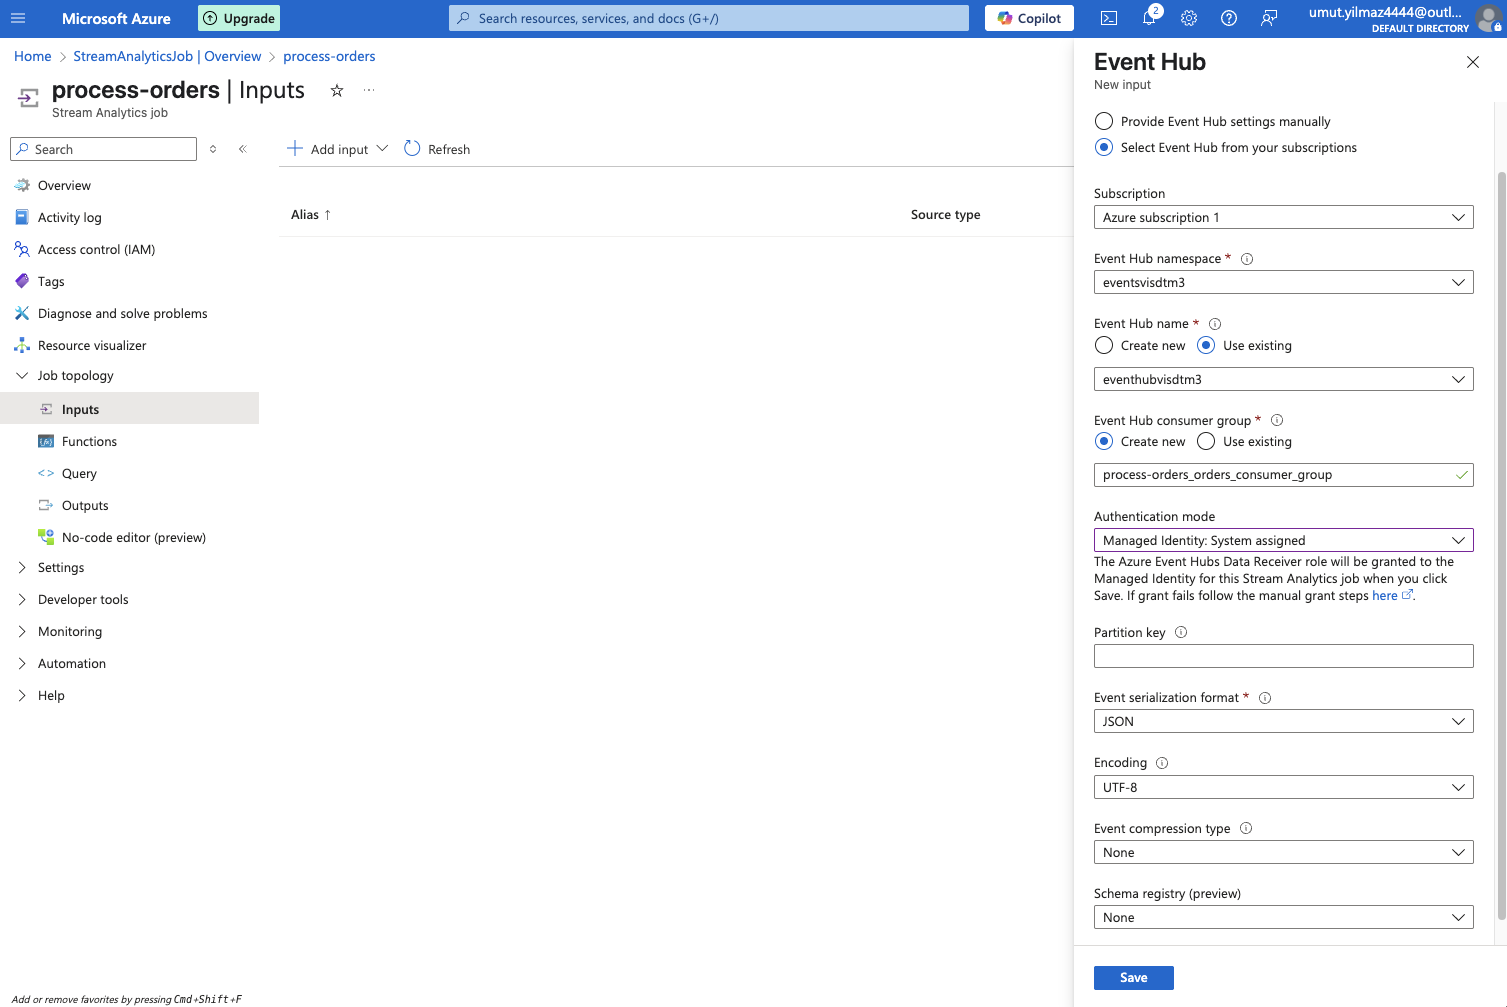 Microsoft Azure
Upgrade
Search resources, services, and docs (G+/)
Copilot
2
umut.yilmaz4444@outl...
DEFAULT DIRECTORY
Home > StreamAnalyticsJob | Overview > process-orders
process-orders | Inputs
Stream Analytics job
Search
Add input
Refresh
Overview
Activity log
Access control (IAM)
Tags
Diagnose and solve problems
Resource visualizer
Job topology
Inputs
Functions
Query
Outputs
No-code editor (preview)
Settings
Developer tools
Monitoring
Automation
Help
Add or remove favorites by pressing Cmd+Shift+F
Alias ↑
Source type
Event Hub
New input
Provide Event Hub settings manually
Select Event Hub from your subscriptions
Subscription
Azure subscription 1
Event Hub namespace *
eventsvisdtm3
Event Hub name *
Create new Use existing
eventhubvisdtm3
Event Hub consumer group *
Create new Use existing
process-orders_orders_consumer_group
Authentication mode
Managed Identity: System assigned
The Azure Event Hubs Data Receiver role will be granted to the
Managed Identity for this Stream Analytics job when you click
Save. If grant fails follow the manual grant steps here.
Partition key
Event serialization format *
JSON
Encoding
UTF-8
Event compression type
None
Schema registry (preview)
None
Save